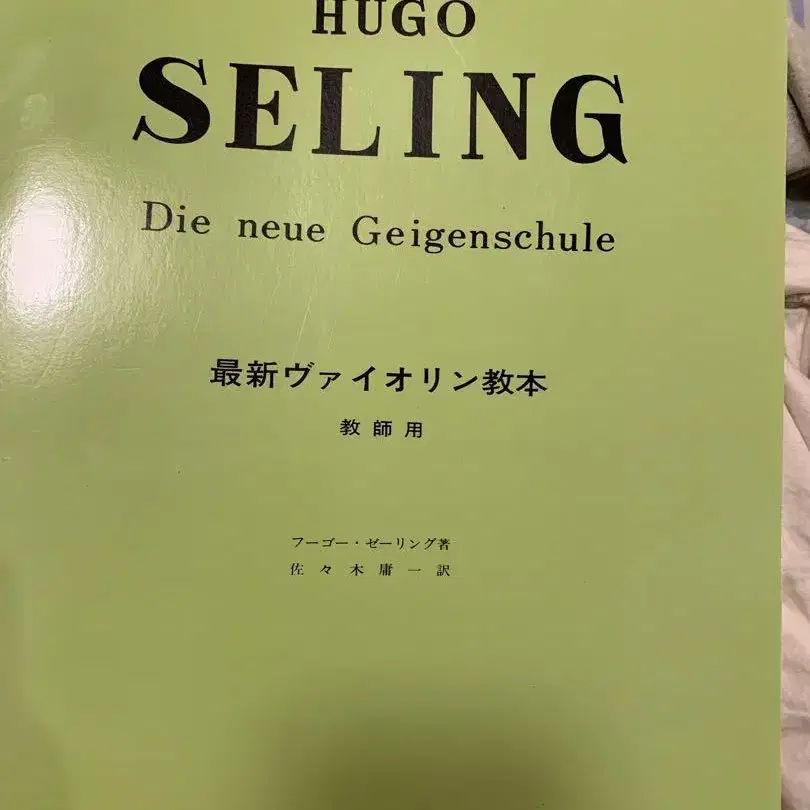 HUGO
SELING
Die neue Geigenschule
最新ヴァイオリン教本
教師用
フーゴー・ゼーリング著
佐々木庸一訳